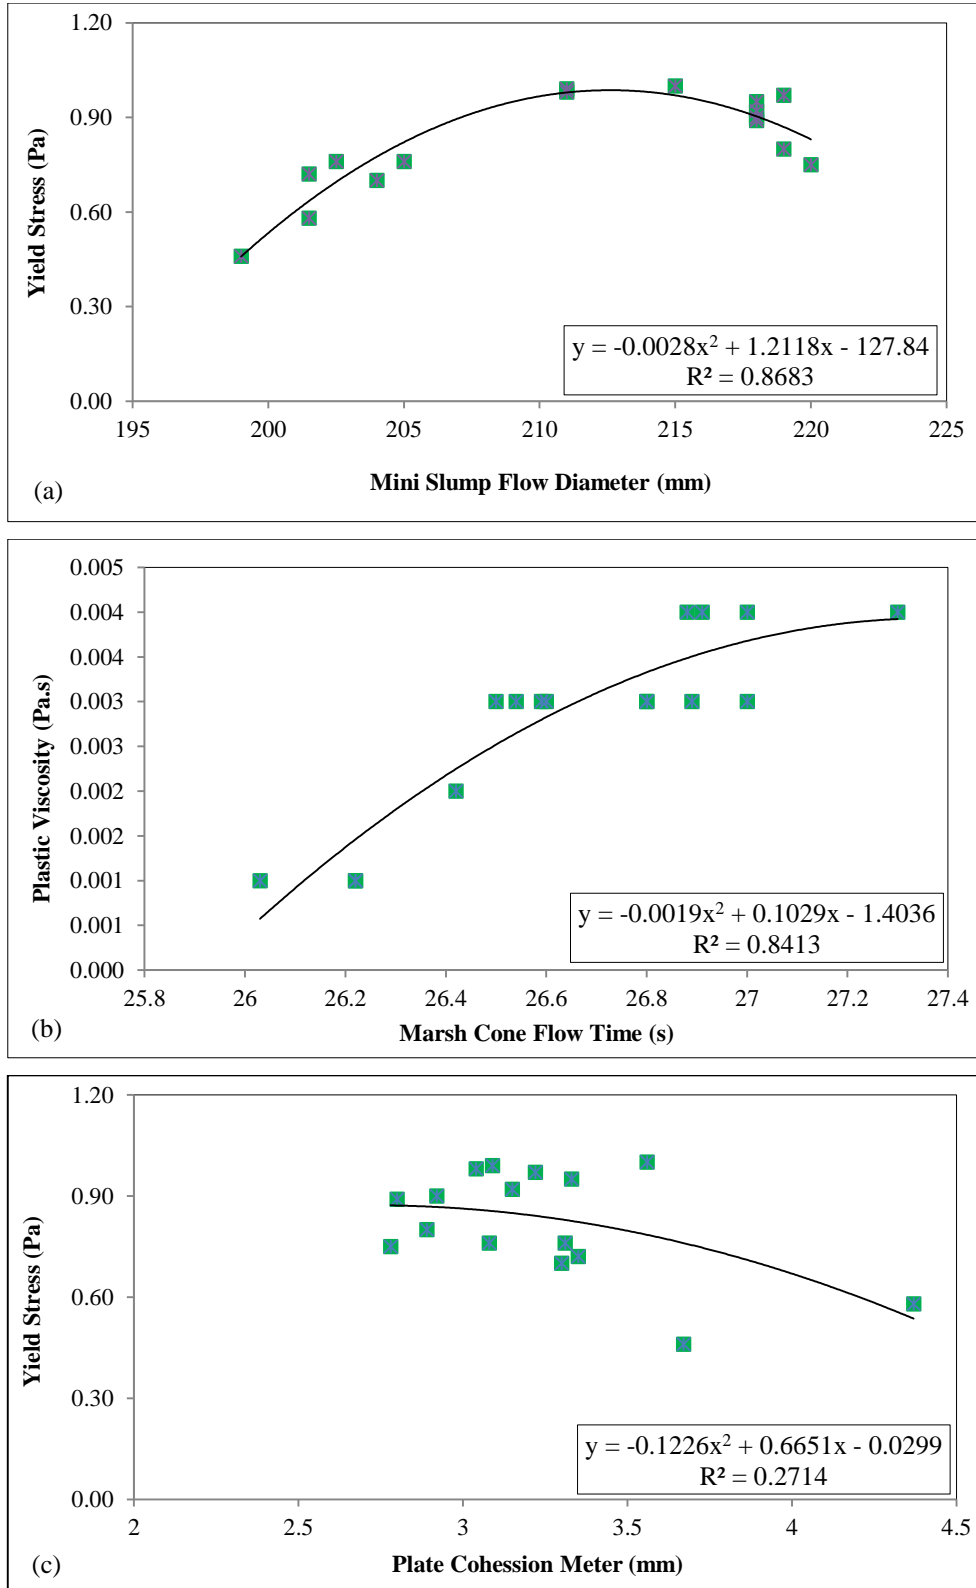 1.20
0.90
0.60
0.30
0.00
Yield Stress (Pa)
y = -0.0028x² + 1.2118x - 127.84
R² = 0.8683
195 200 205 210 215 220 225
Mini Slump Flow Diameter (mm)
(a)
0.005
0.004
0.004
0.003
0.003
0.002
0.002
0.001
0.001
0.000
Plastic Viscosity (Pa.s)
y = -0.0019x² + 0.1029x - 1.4036
R² = 0.8413
25.8 26 26.2 26.4 26.6 26.8 27 27.2 27.4
Marsh Cone Flow Time (s)
(b)
1.20
0.90
0.60
0.30
0.00
Yield Stress (Pa)
y = -0.1226x² + 0.6651x - 0.0299
R² = 0.2714
2 2.5 3 3.5 4 4.5
Plate Cohession Meter (mm)
(c)